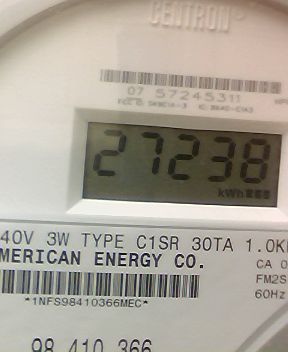 CENTRON®
07 57245311
27238
kWh
40V 3W TYPE C1SR 30TA 1.0K
MERICAN ENERGY CO.
CA 0
FM2S
60Hz
*1NFS98410366MEC*
98 410 366